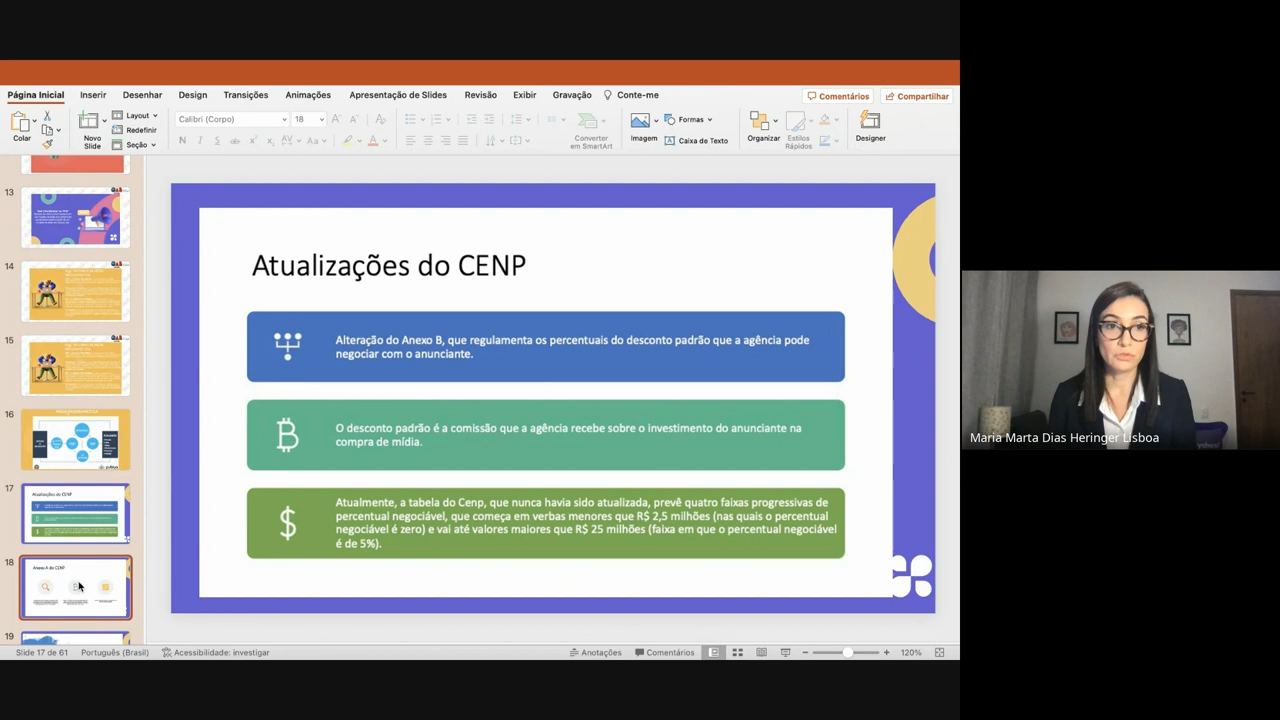 Página Inicial
Inserir
Desenhar
Design
Transições
Animações
Apresentação de Slides
Revisão
Exibir
Gravação
Conte-me
Comentários
Compartilhar
Colar
Novo
Slide
Layout
Redefinir
Seção
Calibri (Corpo)
18
Converter
em SmartArt
Imagem
Formas
Caixa de Texto
Organizar
Estilos
Rápidos
Designer
13
14
15
16
17
Atualizações do CENP
18
Anexo A do CENP
19
Atualizações do CENP
Alteração do Anexo B, que regulamenta os percentuais do desconto padrão que a agência pode
negociar com o anunciante.
O desconto padrão é a comissão que a agência recebe sobre o investimento do anunciante na
compra de mídia.
Atualmente, a tabela do Cenp, que nunca havia sido atualizada, prevê quatro faixas progressivas de
percentual negociável, que começa em verbas menores que R$ 2,5 milhões (nas quais o percentual
negociável é zero) e vai até valores maiores que R$ 25 milhões (faixa em que o percentual negociável
é de 5%).
Maria Marta Dias Heringer Lisboa
Slide 17 de 61
Português (Brasil)
Acessibilidade: investigar
Anotações
Comentários
120%